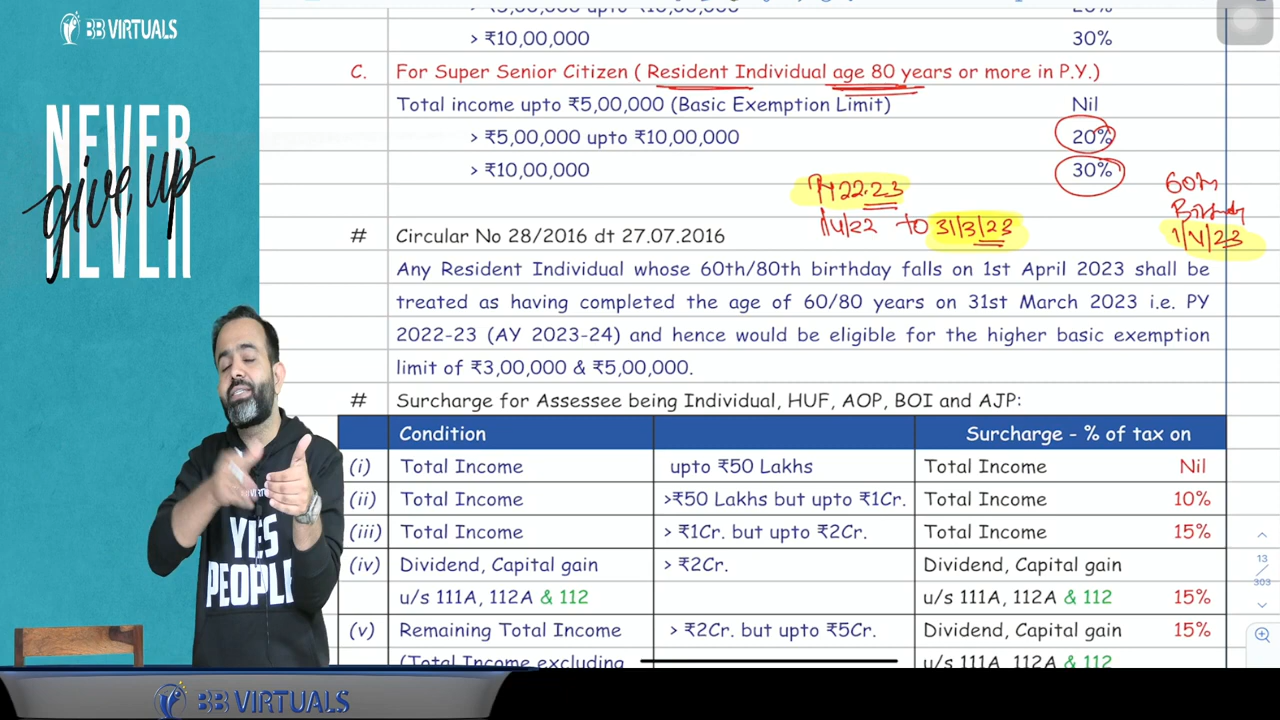 BB VIRTUALS
NEVER
give up
NEVER
> ₹10,00,000 30%
C. For Super Senior Citizen ( Resident Individual age 80 years or more in P.Y.)
Total income upto ₹5,00,000 (Basic Exemption Limit) Nil
> ₹5,00,000 upto ₹10,00,000 20%
> ₹10,00,000 30%
PY 22.23
1/4/22 to 31/3/23
60th
Birthday
1/4/23
# Circular No 28/2016 dt 27.07.2016
Any Resident Individual whose 60th/80th birthday falls on 1st April 2023 shall be
treated as having completed the age of 60/80 years on 31st March 2023 i.e. PY
2022-23 (AY 2023-24) and hence would be eligible for the higher basic exemption
limit of ₹3,00,000 & ₹5,00,000.
# Surcharge for Assessee being Individual, HUF, AOP, BOI and AJP:
Condition Surcharge - % of tax on
(i) Total Income upto ₹50 Lakhs Total Income Nil
(ii) Total Income >₹50 Lakhs but upto ₹1Cr. Total Income 10%
(iii) Total Income > ₹1Cr. but upto ₹2Cr. Total Income 15%
(iv) Dividend, Capital gain > ₹2Cr. Dividend, Capital gain
u/s 111A, 112A & 112 u/s 111A, 112A & 112 15%
(v) Remaining Total Income > ₹2Cr. but upto ₹5Cr. Dividend, Capital gain 15%
(Total Income excluding u/s 111A, 112A & 112
YES
PEOPLE
13
303
BB VIRTUALS